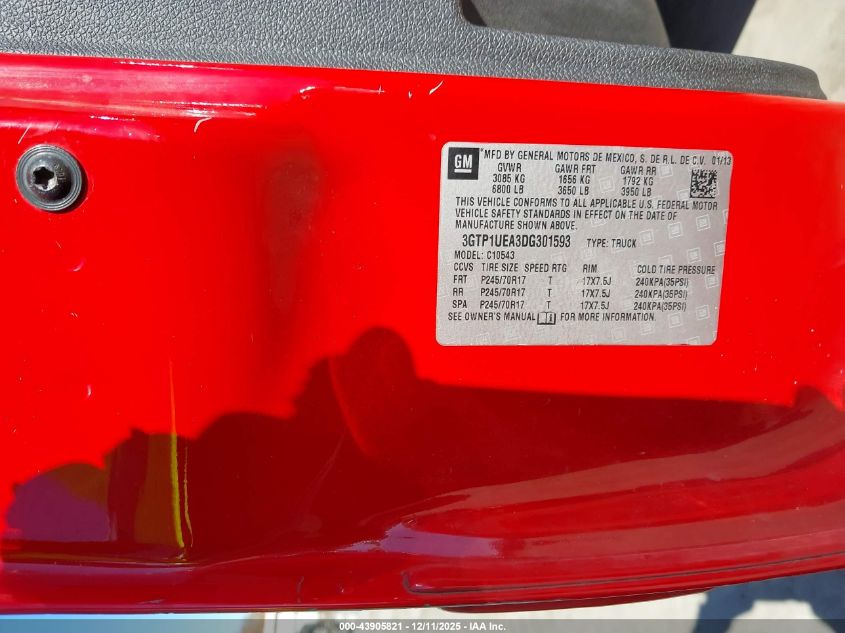 GM MFD BY GENERAL MOTORS DE MEXICO, S. DE R.L. DE C.V. 01/13
GVWR GAWR FRT GAWR RR
3085 KG 1656 KG 1792 KG
6800 LB 3650 LB 3950 LB
THIS VEHICLE CONFORMS TO ALL APPLICABLE U.S. FEDERAL MOTOR
VEHICLE SAFETY STANDARDS IN EFFECT ON THE DATE OF
MANUFACTURE SHOWN ABOVE.
3GTP1UEA3DG301593 TYPE: TRUCK
MODEL: C10543
CCVS TIRE SIZE SPEED RTG RIM COLD TIRE PRESSURE
FRT P245/70R17 T 17X7.5J 240KPA(35PSI)
RR P245/70R17 T 17X7.5J 240KPA(35PSI)
SPA P245/70R17 T 17X7.5J 240KPA(35PSI)
SEE OWNER'S MANUAL FOR MORE INFORMATION.
000-43905821 - 12/11/2025 - IAA Inc.